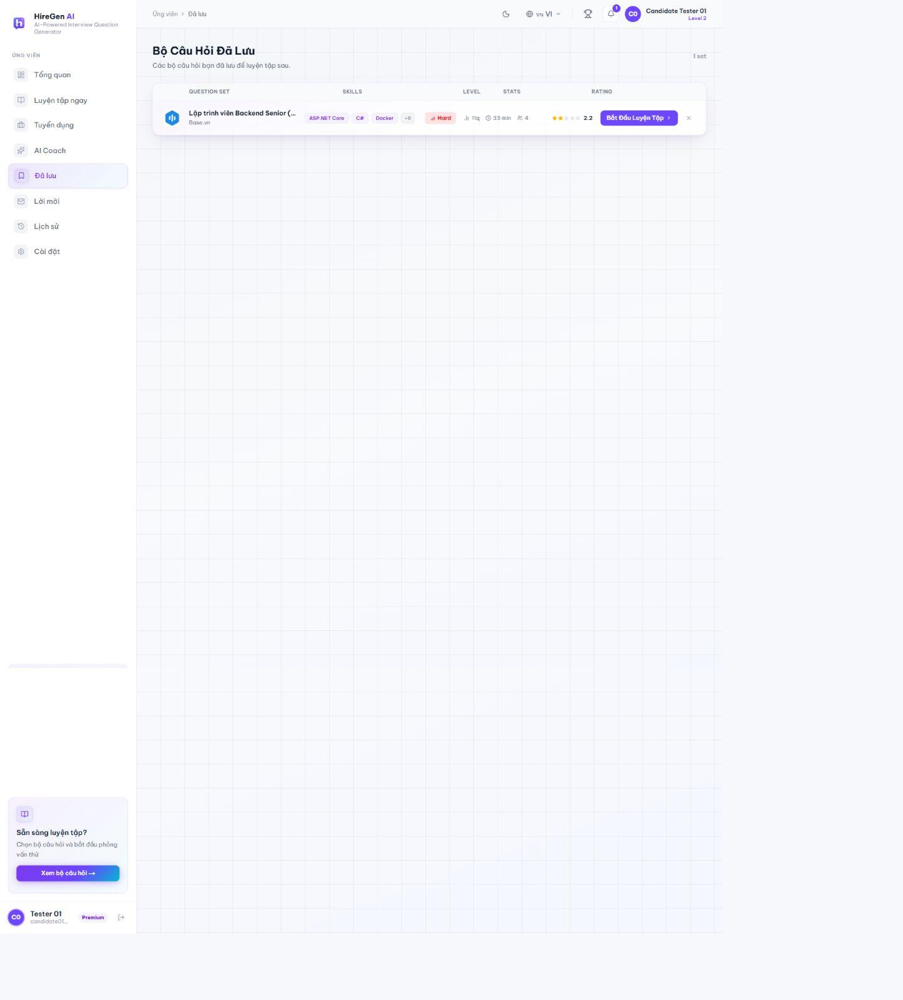 HireGen AI
AI-Powered Interview Question
Generator
ỨNG VIÊN
Tổng quan
Luyện tập ngay
Tuyển dụng
AI Coach
Đã lưu
Lời mời
Lịch sử
Cài đặt
Sẵn sàng luyện tập?
Chọn bộ câu hỏi và bắt đầu phỏng
vấn thử
Xem bộ câu hỏi →
C0
Tester 01
candidate01...
Premium
Ứng viên > Đã lưu
VN VI
1
C0
Candidate Tester 01
Level 2
Bộ Câu Hỏi Đã Lưu
Các bộ câu hỏi bạn đã lưu để luyện tập sau.
1 set
QUESTION SET SKILLS LEVEL STATS RATING
Lập trình viên Backend Senior (...
Base.vn
ASP.NET Core C# Docker +8 Hard 11q 33 min 4 2.2 Bắt Đầu Luyện Tập ›